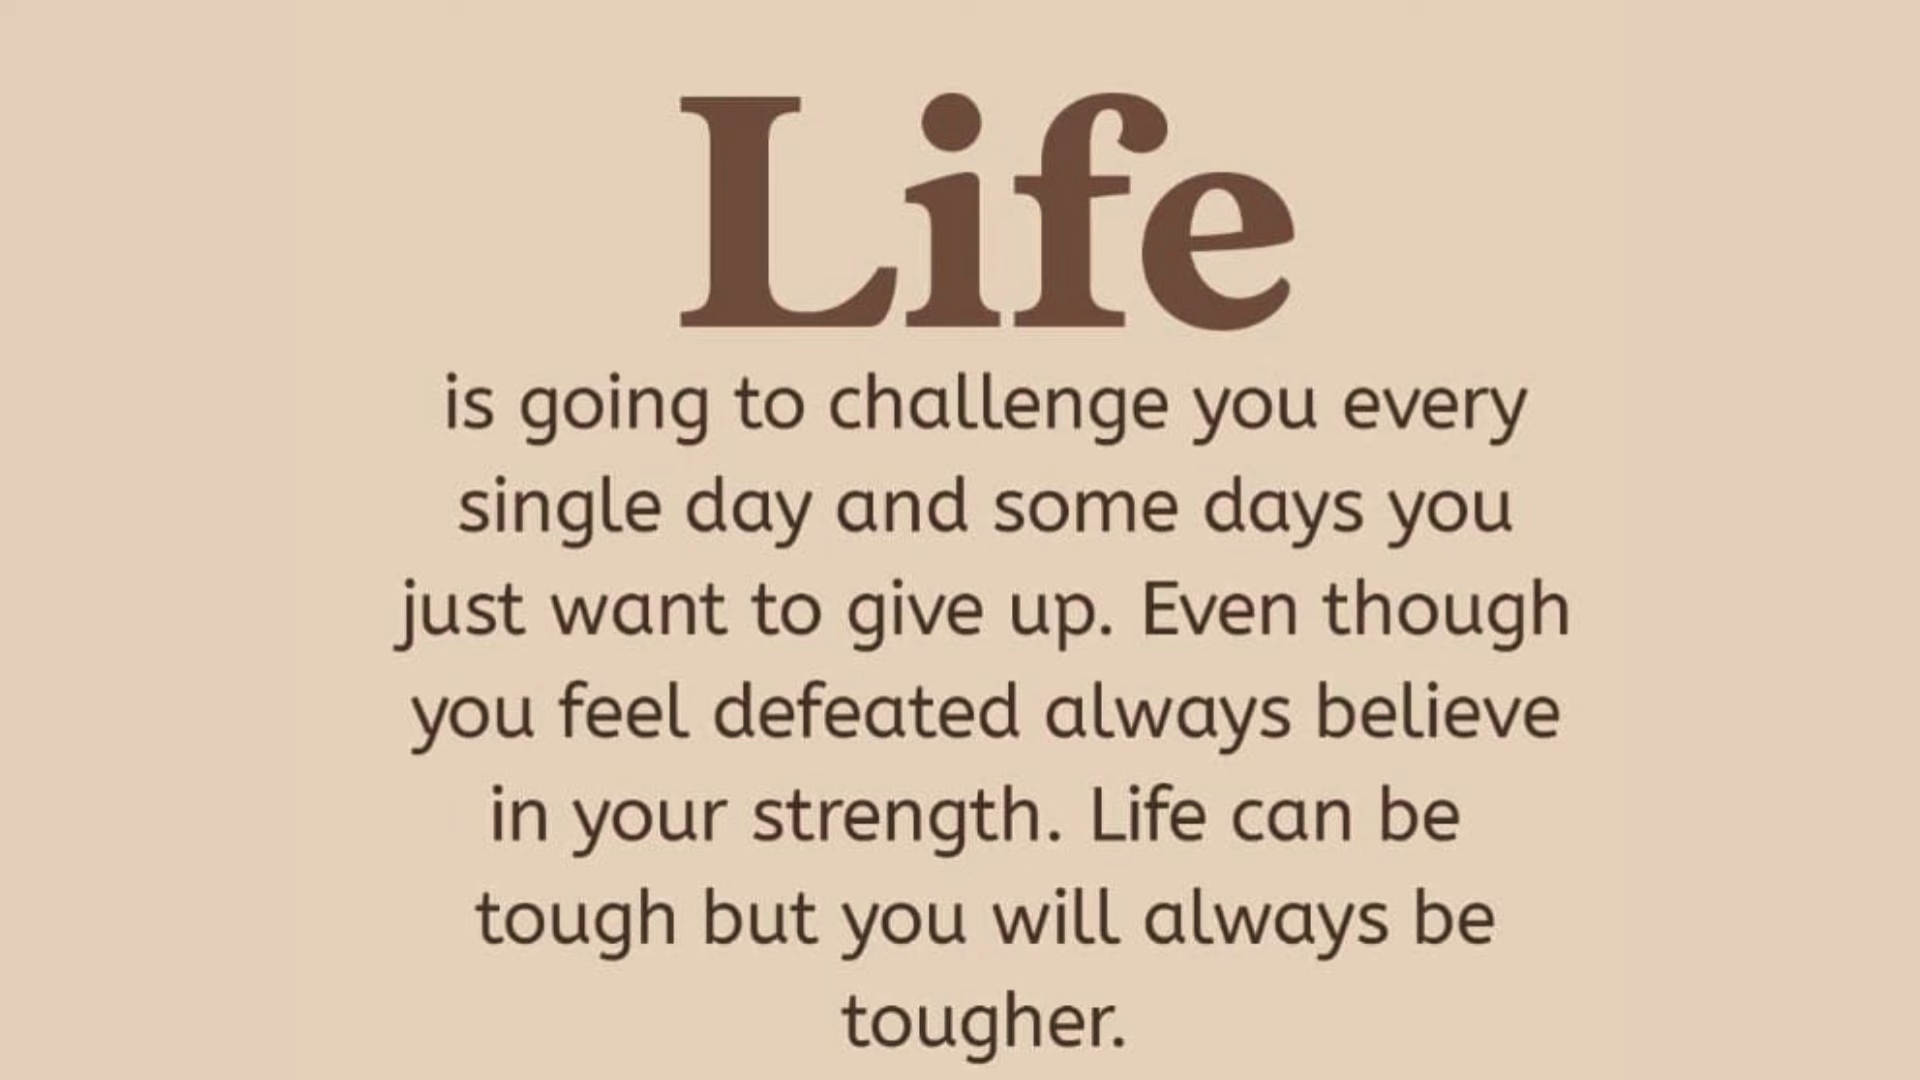 Life
is going to challenge you every
single day and some days you
just want to give up. Even though
you feel defeated always believe
in your strength. Life can be
tough but you will always be
tougher.